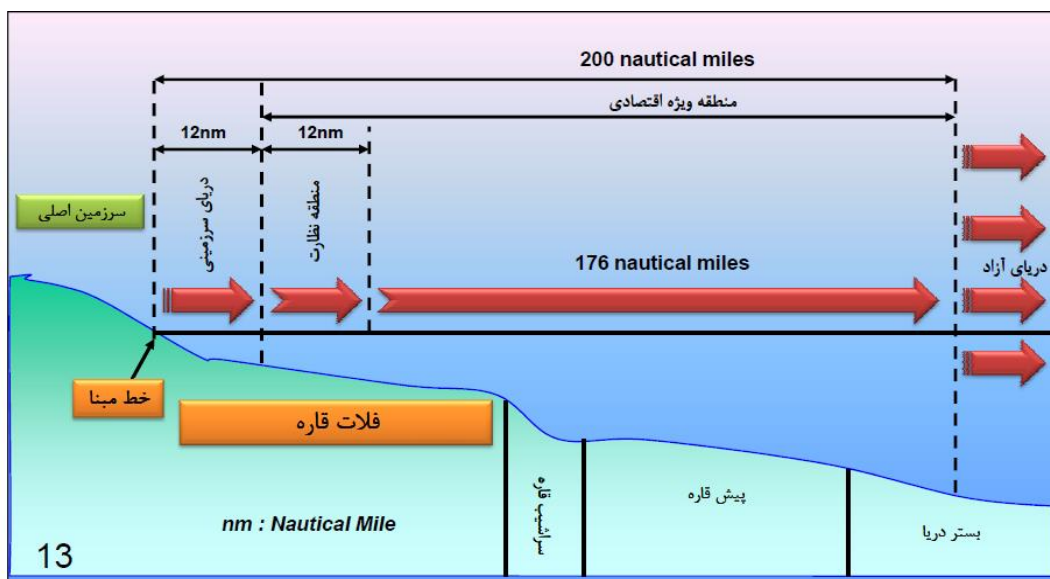 200 nautical miles
منطقه ویژه اقتصادی
12nm
12nm
دریای سرزمینی
منطقه نظارت
سرزمین اصلی
176 nautical miles
دریای آزاد
خط مبنا
فلات قاره
سراشیب قاره
پیش قاره
بستر دریا
nm : Nautical Mile
13